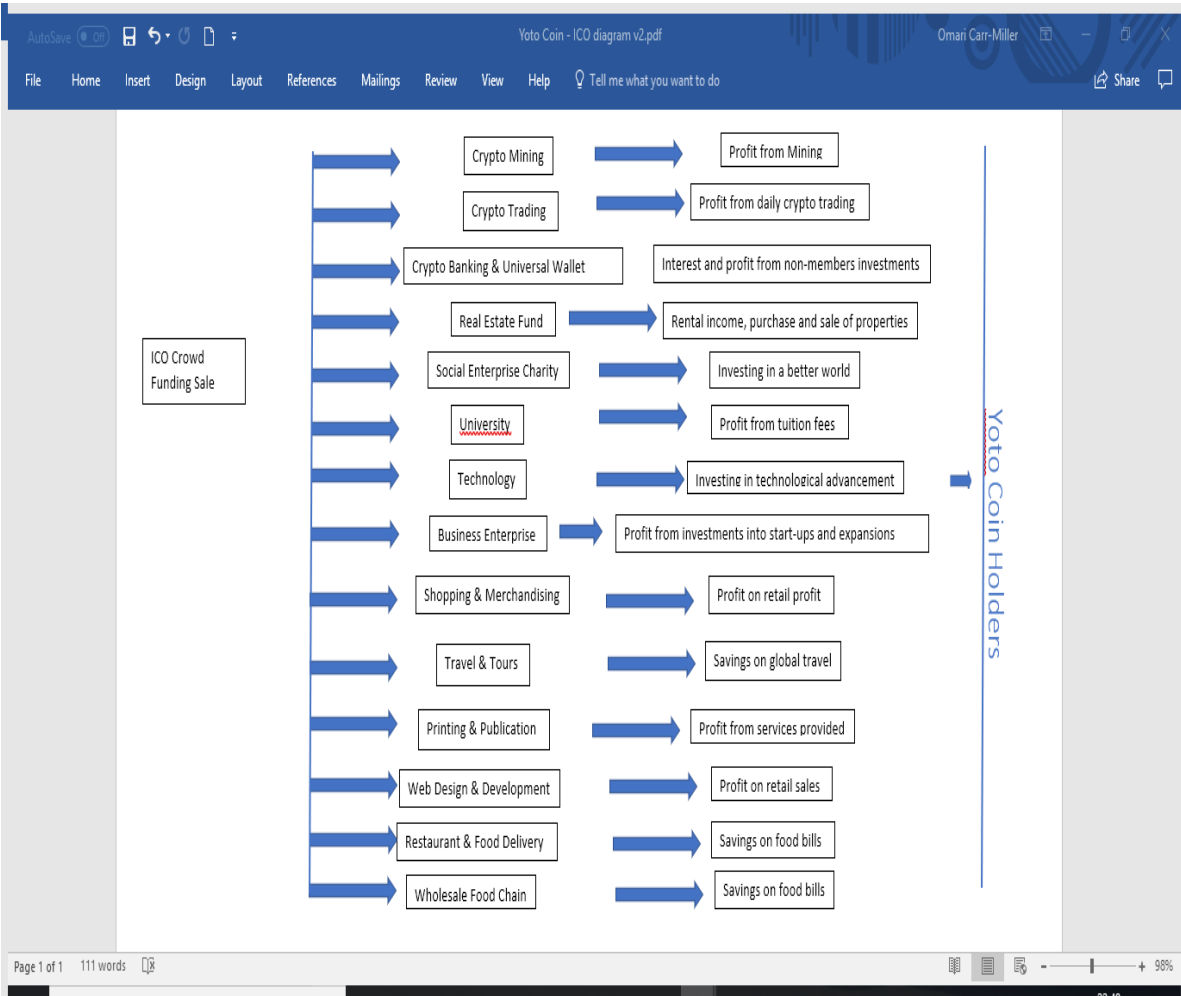 AutoSave Off
Yoto Coin - ICO diagram v2.pdf
Omari Carr-Miller
File Home Insert Design Layout References Mailings Review View Help Tell me what you want to do
Share
ICO Crowd
Funding Sale
Crypto Mining
Profit from Mining
Crypto Trading
Profit from daily crypto trading
Crypto Banking & Universal Wallet
Interest and profit from non-members investments
Real Estate Fund
Rental income, purchase and sale of properties
Social Enterprise Charity
Investing in a better world
University
Profit from tuition fees
Technology
Investing in technological advancement
Business Enterprise
Profit from investments into start-ups and expansions
Shopping & Merchandising
Profit on retail profit
Travel & Tours
Savings on global travel
Printing & Publication
Profit from services provided
Web Design & Development
Profit on retail sales
Restaurant & Food Delivery
Savings on food bills
Wholesale Food Chain
Savings on food bills
Yoto Coin Holders
Page 1 of 1 111 words
98%